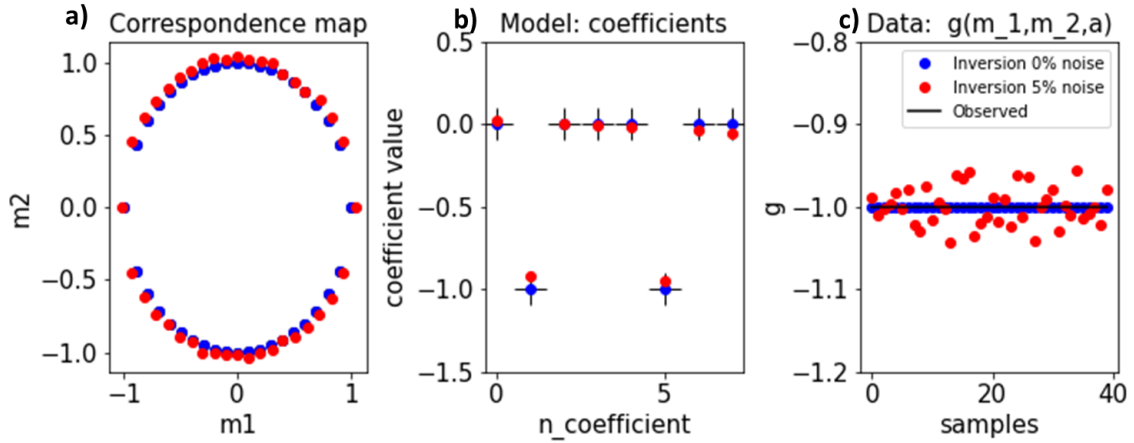 a) Correspondence map
1.0
0.5
0.0
−0.5
−1.0
m2
−1 0 1
m1
b) Model: coefficients
0.5
0.0
−0.5
−1.0
−1.5
coefficient value
0 5
n_coefficient
c) Data: g(m_1,m_2,a)
Inversion 0% noise
Inversion 5% noise
Observed
−0.8
−0.9
−1.0
−1.1
−1.2
g
0 20 40
samples